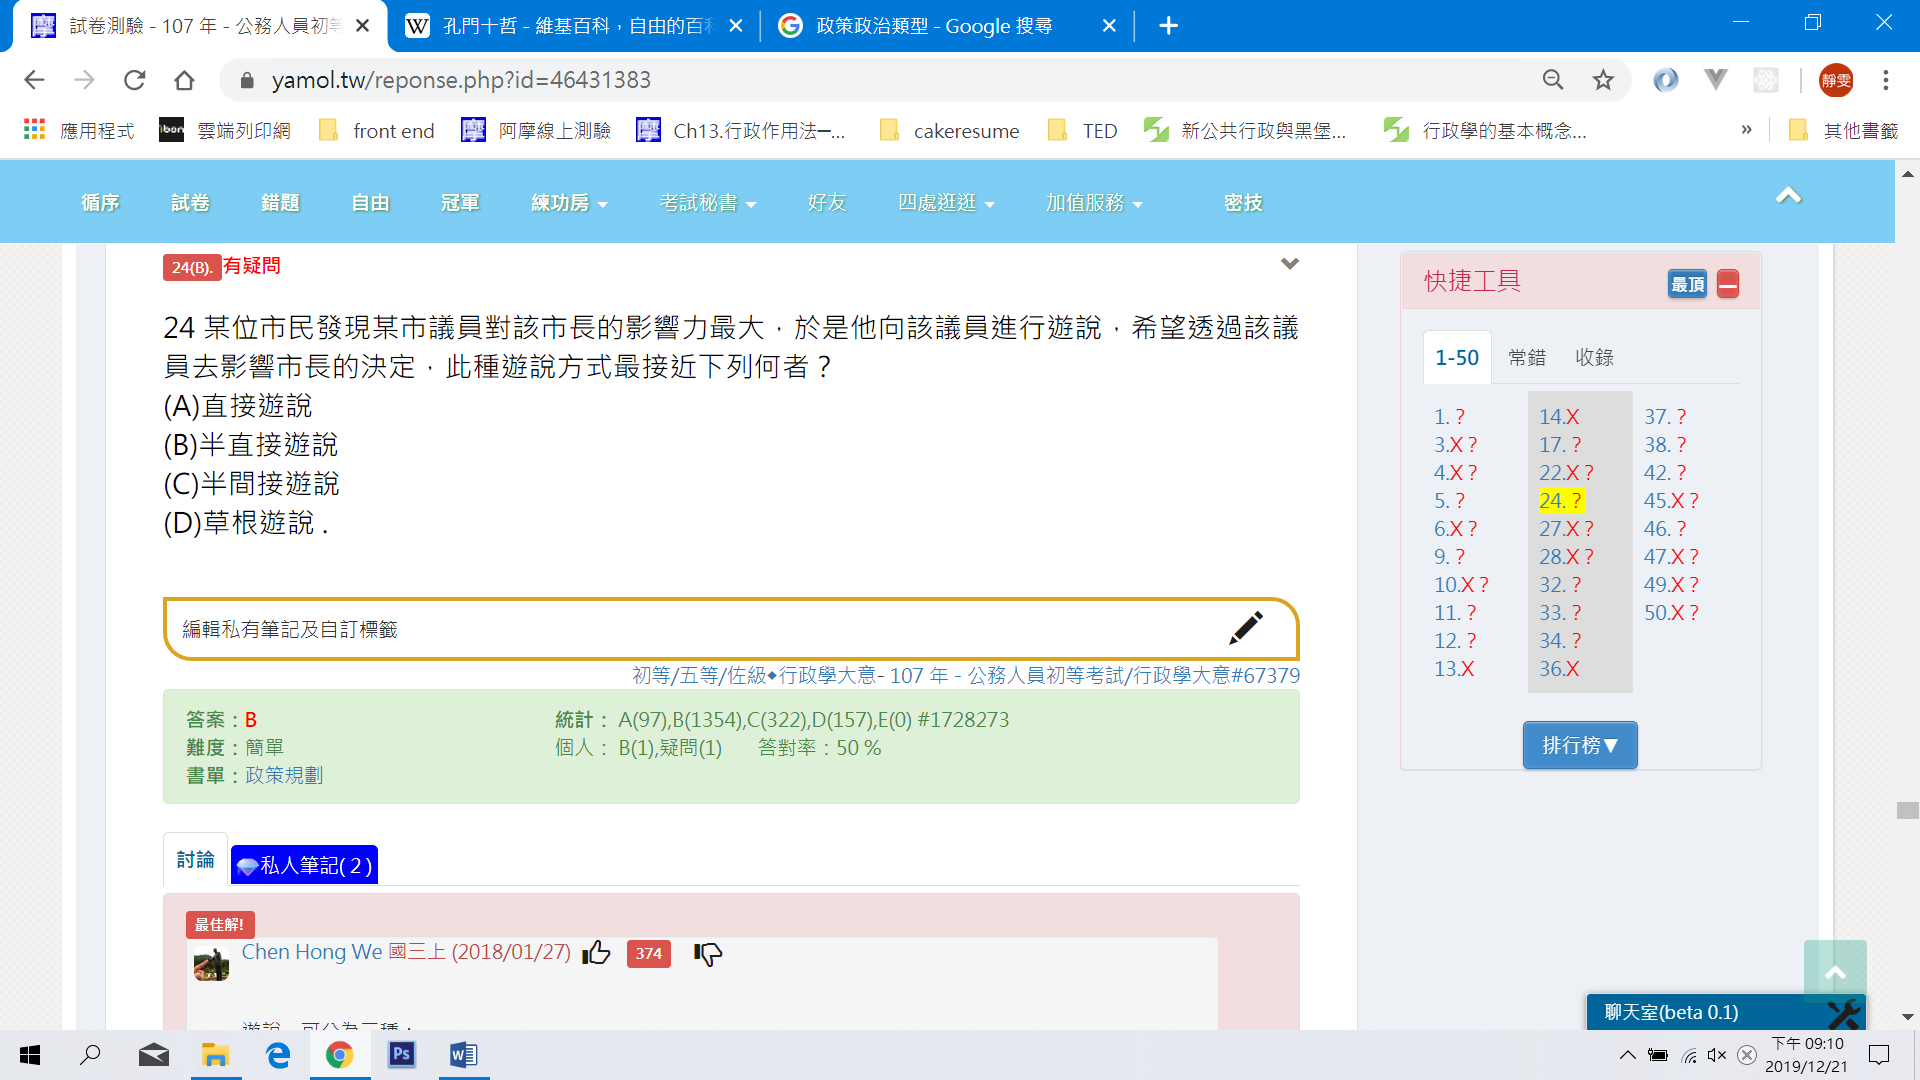 試卷測驗 - 107 年 - 公務人員初等
孔門十哲 - 維基百科，自由的百科
政策政治類型 - Google 搜尋
yamol.tw/reponse.php?id=46431383
靜雯
應用程式
ibon
雲端列印網
front end
阿摩線上測驗
Ch13.行政作用法─...
cakeresume
TED
新公共行政與黑堡...
行政學的基本概念...
»
其他書籤
循序
試卷
錯題
自由
冠軍
練功房
考試秘書
好友
四處逛逛
加值服務
密技
24(B). 有疑問
24 某位市民發現某市議員對該市長的影響力最大，於是他向該議員進行遊說，希望透過該議
員去影響市長的決定，此種遊說方式最接近下列何者？
(A)直接遊說
(B)半直接遊說
(C)半間接遊說
(D)草根遊說 .
編輯私有筆記及自訂標籤
初等/五等/佐級◆行政學大意- 107 年 - 公務人員初等考試/行政學大意#67379
答案：B
難度：簡單
書單：政策規劃
統計： A(97),B(1354),C(322),D(157),E(0) #1728273
個人： B(1),疑問(1) 答對率：50 %
討論
私人筆記( 2 )
最佳解!
Chen Hong We 國三上 (2018/01/27) 374
遊說，可分為三種：
快捷工具
最頂
1-50 常錯 收錄
1. ? 14.X 37. ?
3.X ? 17. ? 38. ?
4.X ? 22.X ? 42. ?
5. ? 24. ? 45.X ?
6.X ? 27.X ? 46. ?
9. ? 28.X ? 47.X ?
10.X ? 32. ? 49.X ?
11. ? 33. ? 50.X ?
12. ? 34. ?
13.X 36.X
排行榜▼
聊天室(beta 0.1)
Ps
下午 09:10
2019/12/21